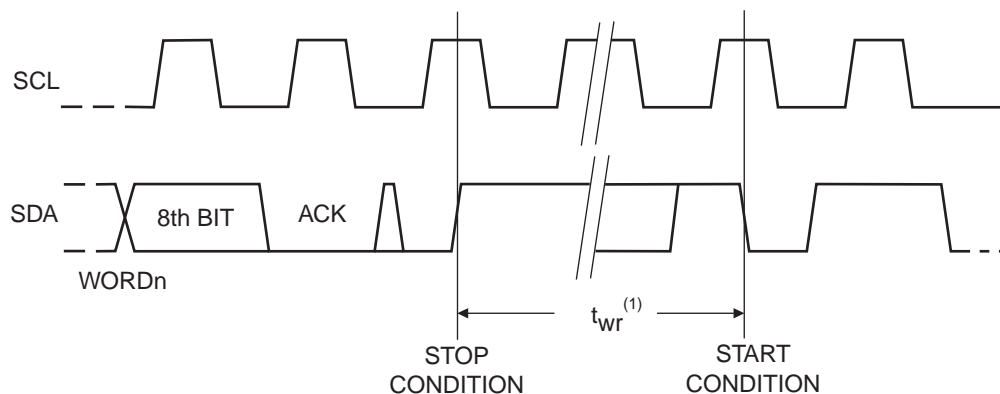 SCL
SDA
8th BIT
ACK
WORDn
twr(1)
STOP
CONDITION
START
CONDITION